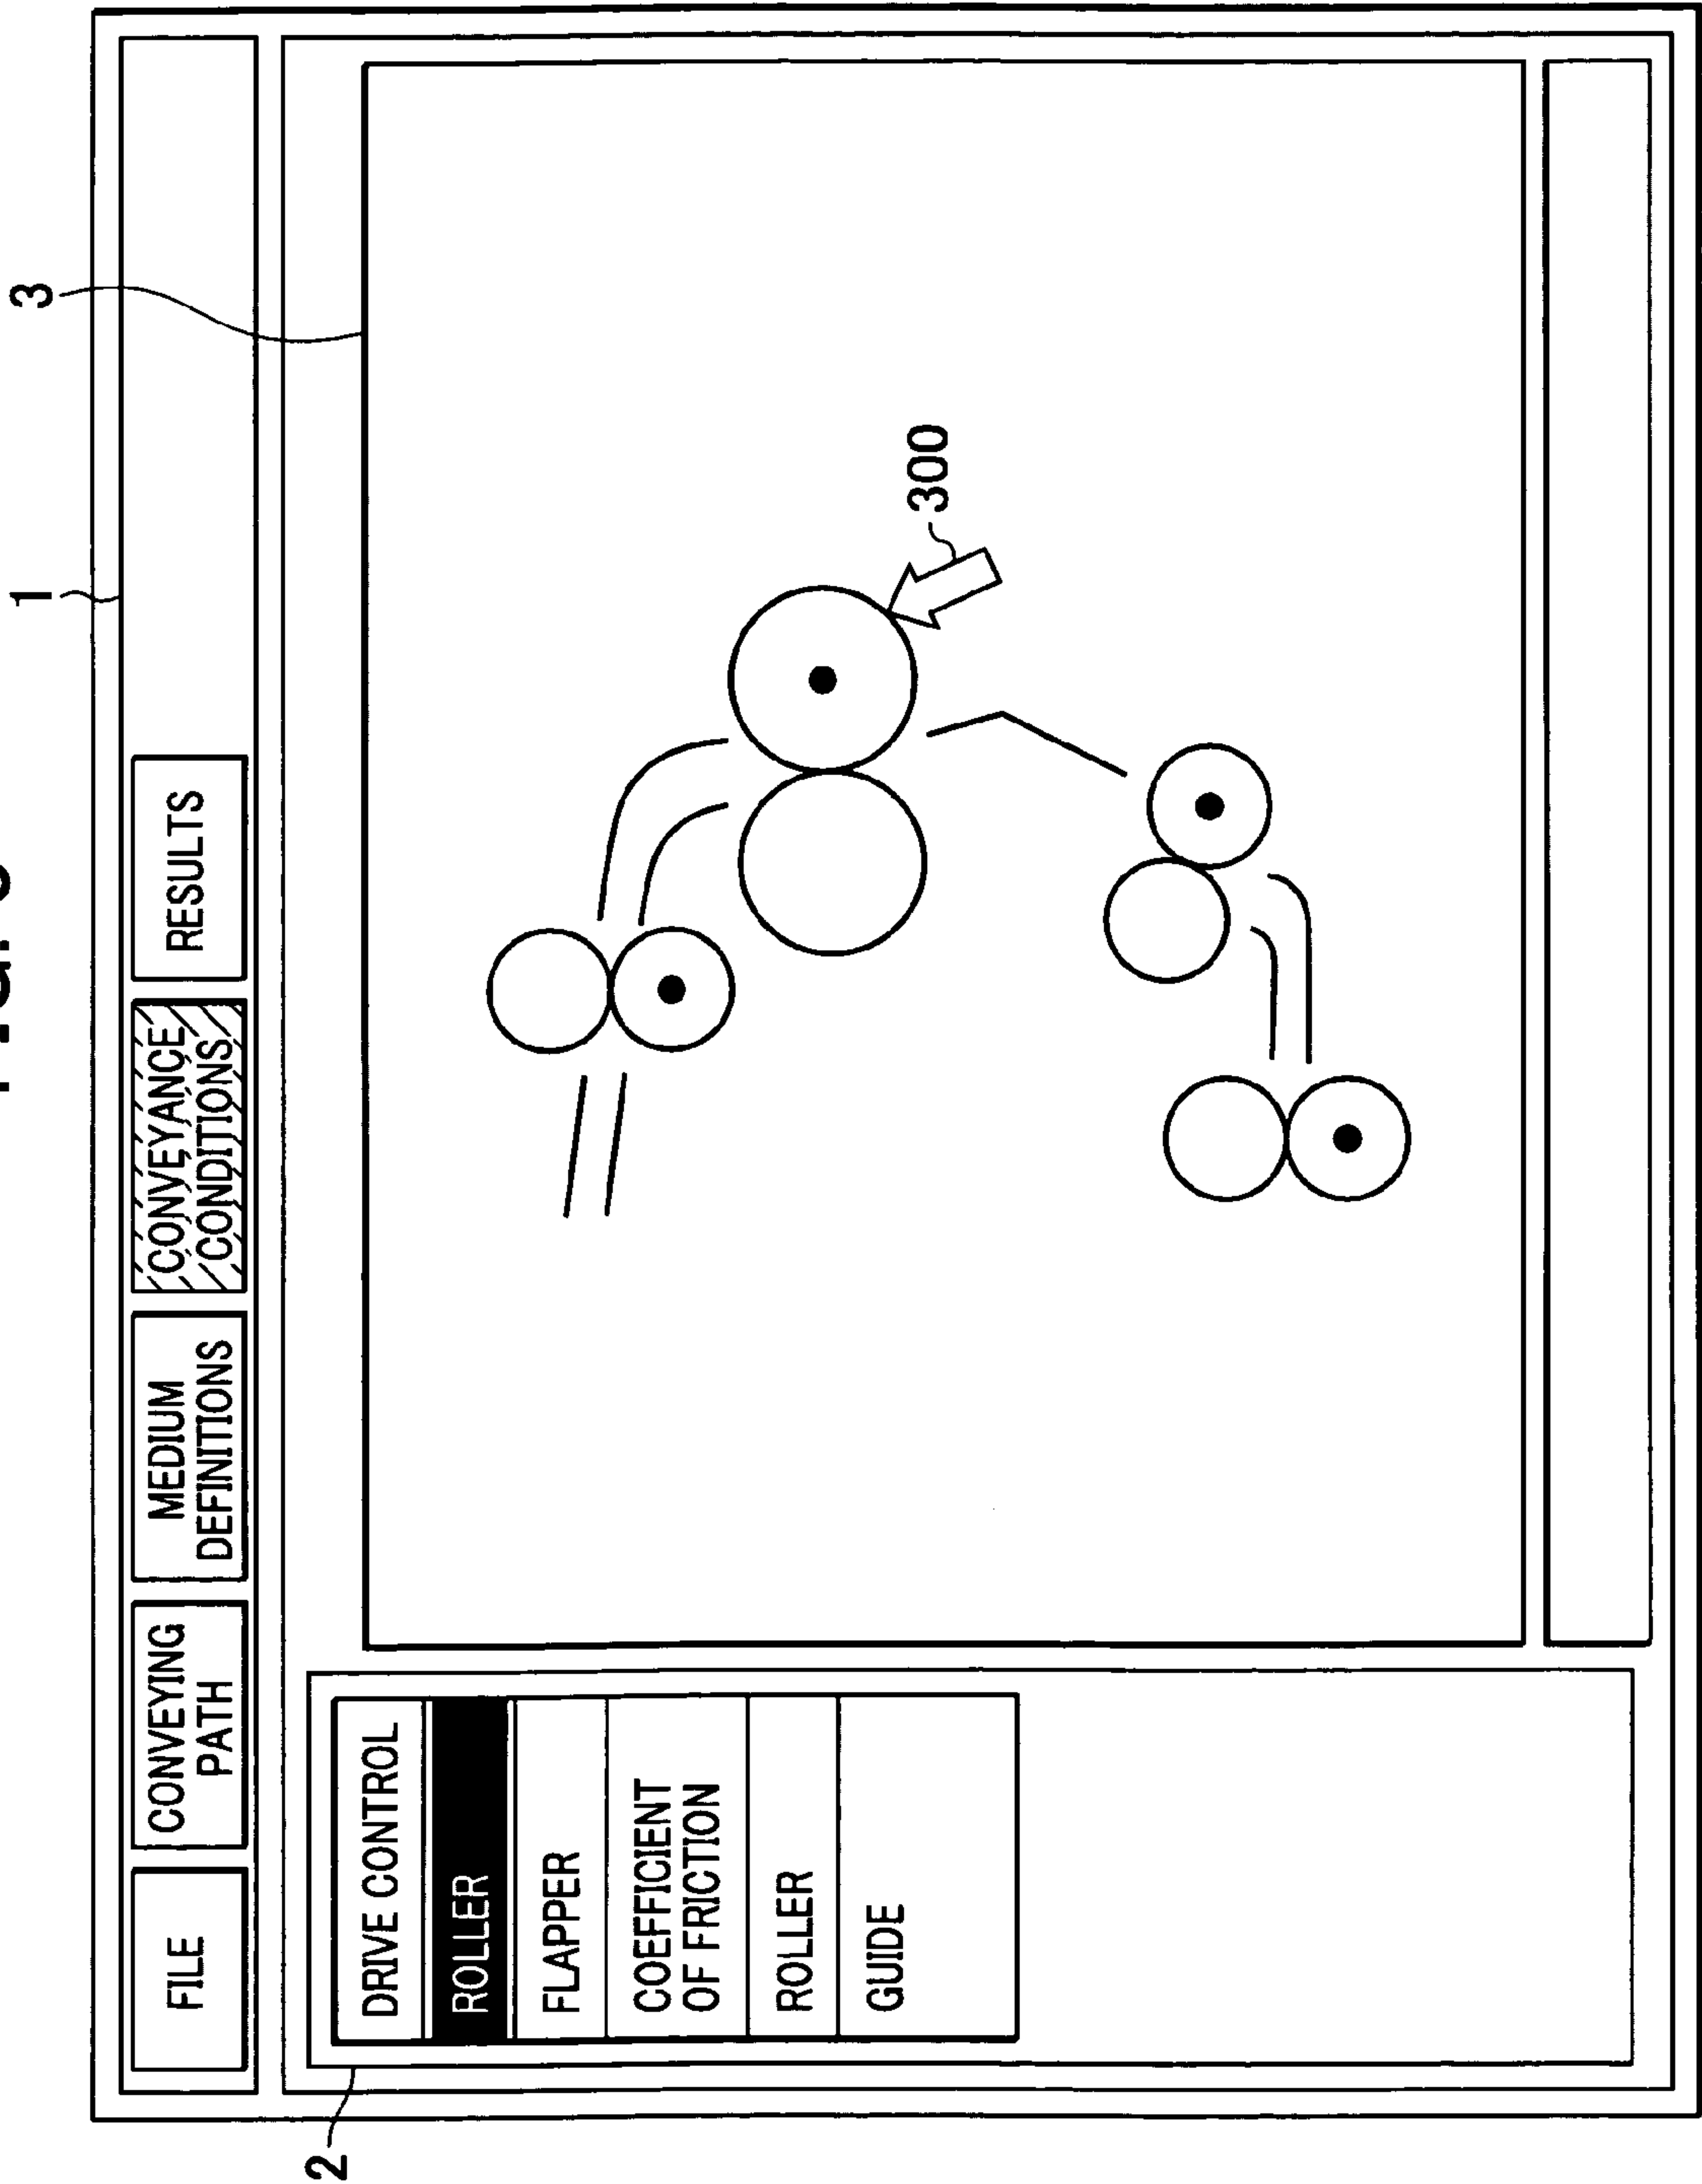 3
1
FILE
CONVEYING
PATH
MEDIUM
DEFINITIONS
CONVEYANCE
CONDITIONS
RESULTS
2
DRIVE CONTROL
ROLLER
FLAPPER
COEFFICIENT
OF FRICTION
ROLLER
GUIDE
300